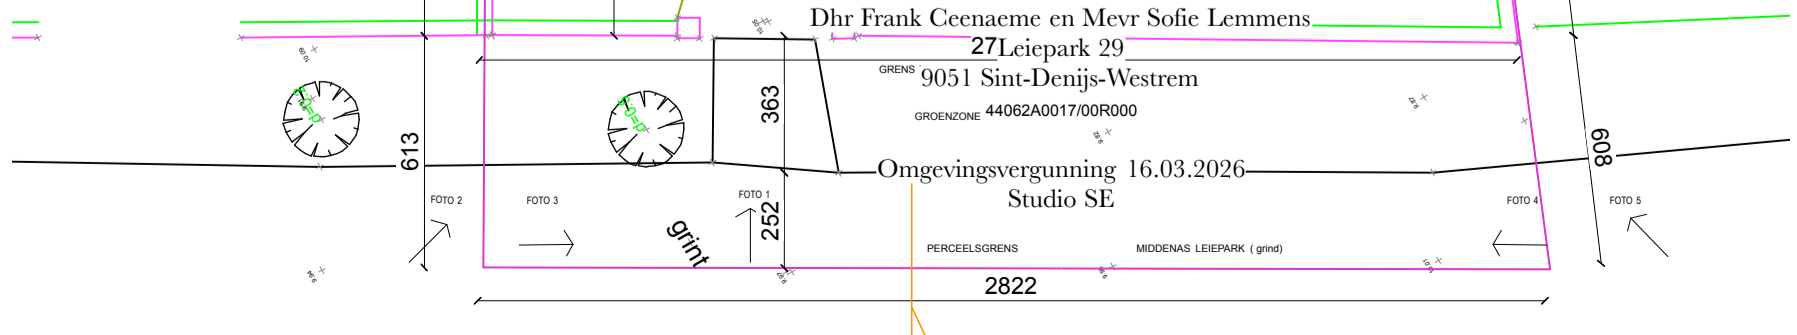 Dhr Frank Ceenaeme en Mevr Sofie Lemmens
27 Leiepark 29
GRENS
9051 Sint-Denijs-Westrem
GROENZONE 44062A0017/00R000
363
613
608
Omgevingsvergunning 16.03.2026
Studio SE
FOTO 2
FOTO 3
FOTO 1
FOTO 4
FOTO 5
252
grint
PERCEELSGRENS
MIDDENAS LEIEPARK ( grind)
2822